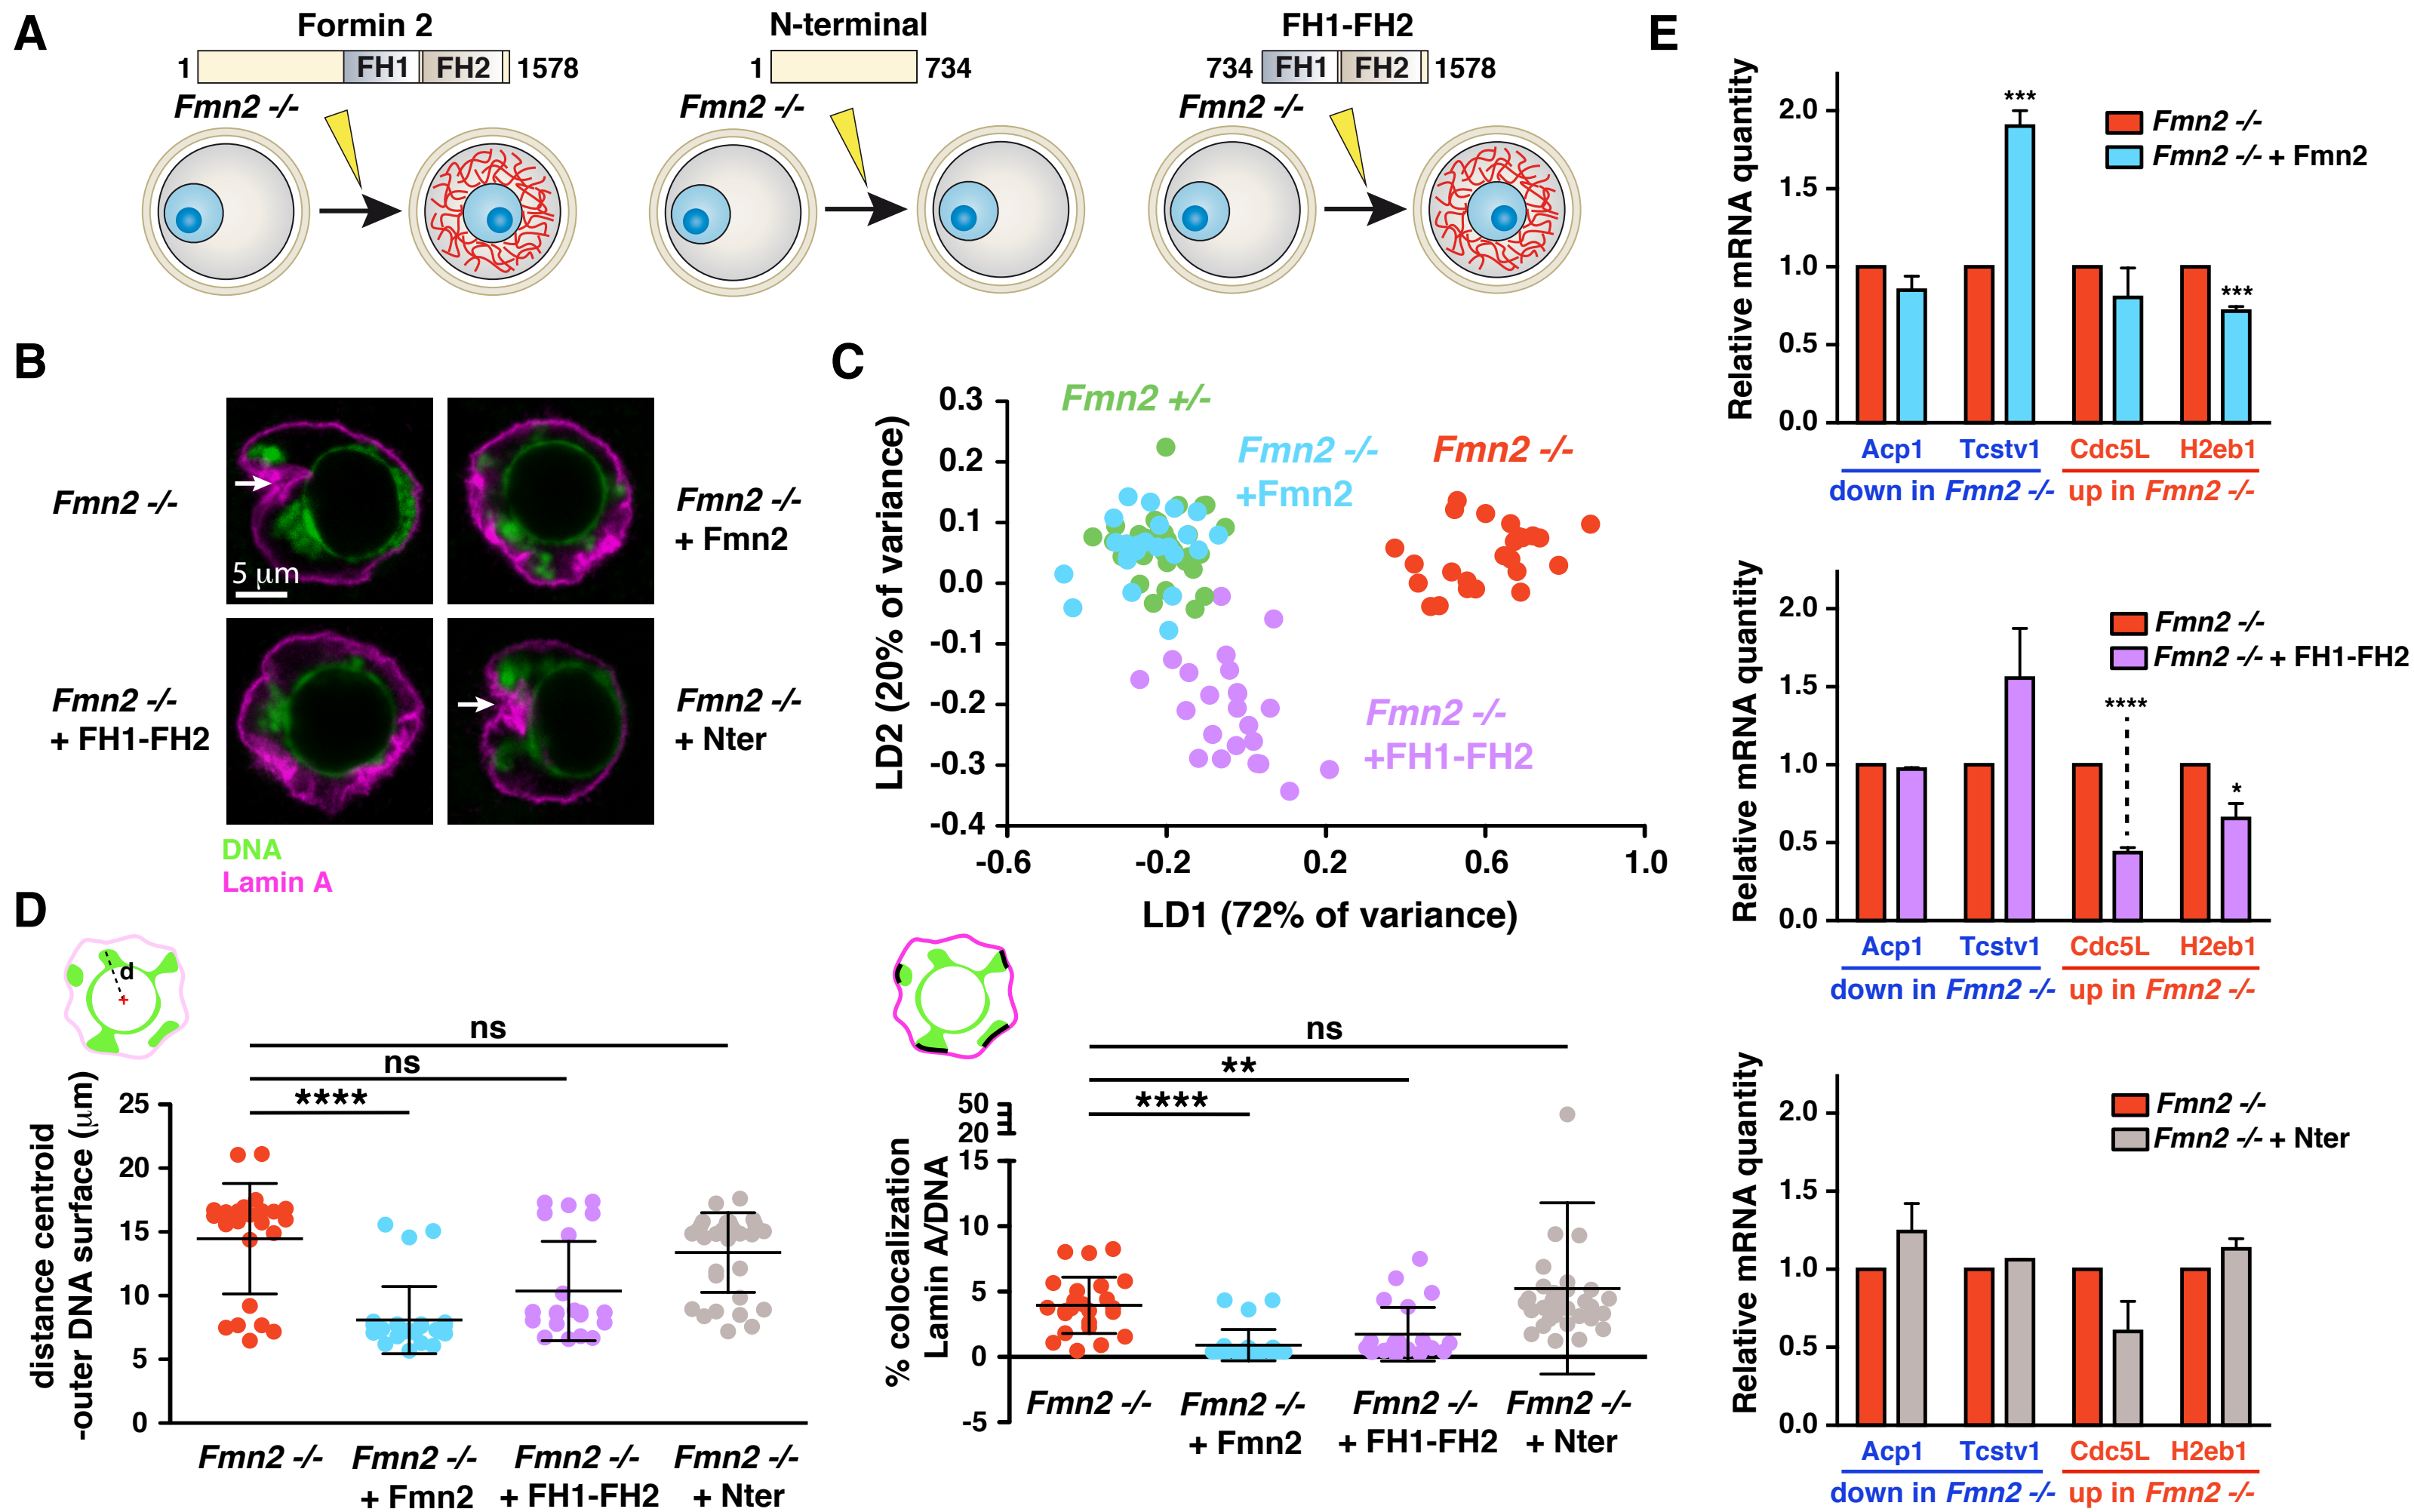 A
Formin 2
1 FH1 FH2 1578
Fmn2 -/-
N-terminal
1 734
Fmn2 -/-
FH1-FH2
734 FH1 FH2 1578
Fmn2 -/-
B
Fmn2 -/-
5 μm
Fmn2 -/-
+ Fmn2
Fmn2 -/-
+ FH1-FH2
Fmn2 -/-
+ Nter
DNA
Lamin A
C
LD2 (20% of variance)
0.3
0.2
0.1
0.0
-0.1
-0.2
-0.3
-0.4
Fmn2 +/-
Fmn2 -/-
+Fmn2
Fmn2 -/-
Fmn2 -/-
+FH1-FH2
-0.6 -0.2 0.2 0.6 1.0
LD1 (72% of variance)
D
d
distance centroid
-outer DNA surface (μm)
25
20
15
10
5
0
ns
ns
****
Fmn2 -/-
Fmn2 -/-
+ Fmn2
Fmn2 -/-
+ FH1-FH2
Fmn2 -/-
+ Nter
% colocalization
Lamin A/DNA
50
20
15
10
5
0
-5
ns
**
****
Fmn2 -/-
Fmn2 -/-
+ Fmn2
Fmn2 -/-
+ FH1-FH2
Fmn2 -/-
+ Nter
E
Relative mRNA quantity
2.0
1.5
1.0
0.5
0.0
***
***
Fmn2 -/-
Fmn2 -/- + Fmn2
Acp1 Tcstv1 Cdc5L H2eb1
down in Fmn2 -/- up in Fmn2 -/-
Relative mRNA quantity
2.0
1.5
1.0
0.5
0.0
****
*
Fmn2 -/-
Fmn2 -/- + FH1-FH2
Acp1 Tcstv1 Cdc5L H2eb1
down in Fmn2 -/- up in Fmn2 -/-
Relative mRNA quantity
2.0
1.5
1.0
0.5
0.0
Fmn2 -/-
Fmn2 -/- + Nter
Acp1 Tcstv1 Cdc5L H2eb1
down in Fmn2 -/- up in Fmn2 -/-